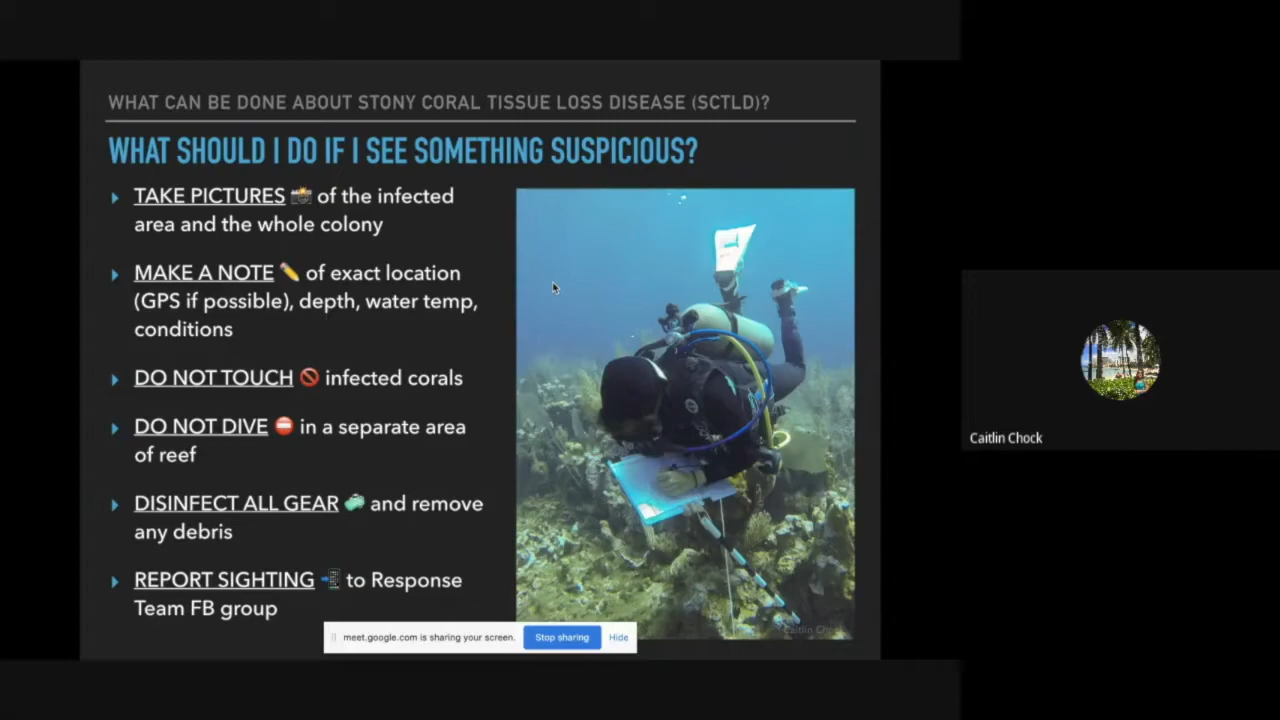 WHAT CAN BE DONE ABOUT STONY CORAL TISSUE LOSS DISEASE (SCTLD)?
WHAT SHOULD I DO IF I SEE SOMETHING SUSPICIOUS?
TAKE PICTURES 📸 of the infected
area and the whole colony
MAKE A NOTE ✏️ of exact location
(GPS if possible), depth, water temp,
conditions
DO NOT TOUCH 🚫 infected corals
DO NOT DIVE ⛔ in a separate area
of reef
DISINFECT ALL GEAR 🧼 and remove
any debris
REPORT SIGHTING 📲 to Response
Team FB group
Caitlin Chock
meet.google.com is sharing your screen.
Stop sharing
Hide
Caitlin Chock